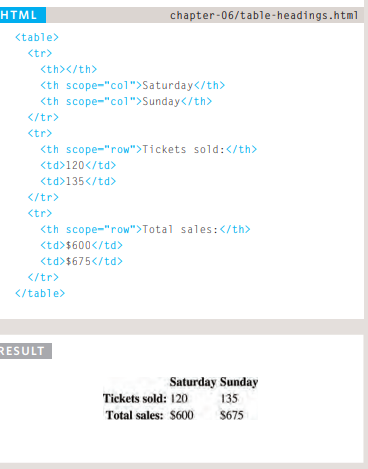 HTML chapter-06/table-headings.html
<table>
<tr>
<th></th>
<th scope="col">Saturday</th>
<th scope="col">Sunday</th>
</tr>
<tr>
<th scope="row">Tickets sold:</th>
<td>120</td>
<td>135</td>
</tr>
<tr>
<th scope="row">Total sales:</th>
<td>$600</td>
<td>$675</td>
</tr>
</table>
RESULT
Saturday Sunday
Tickets sold: 120 135
Total sales: $600 $675